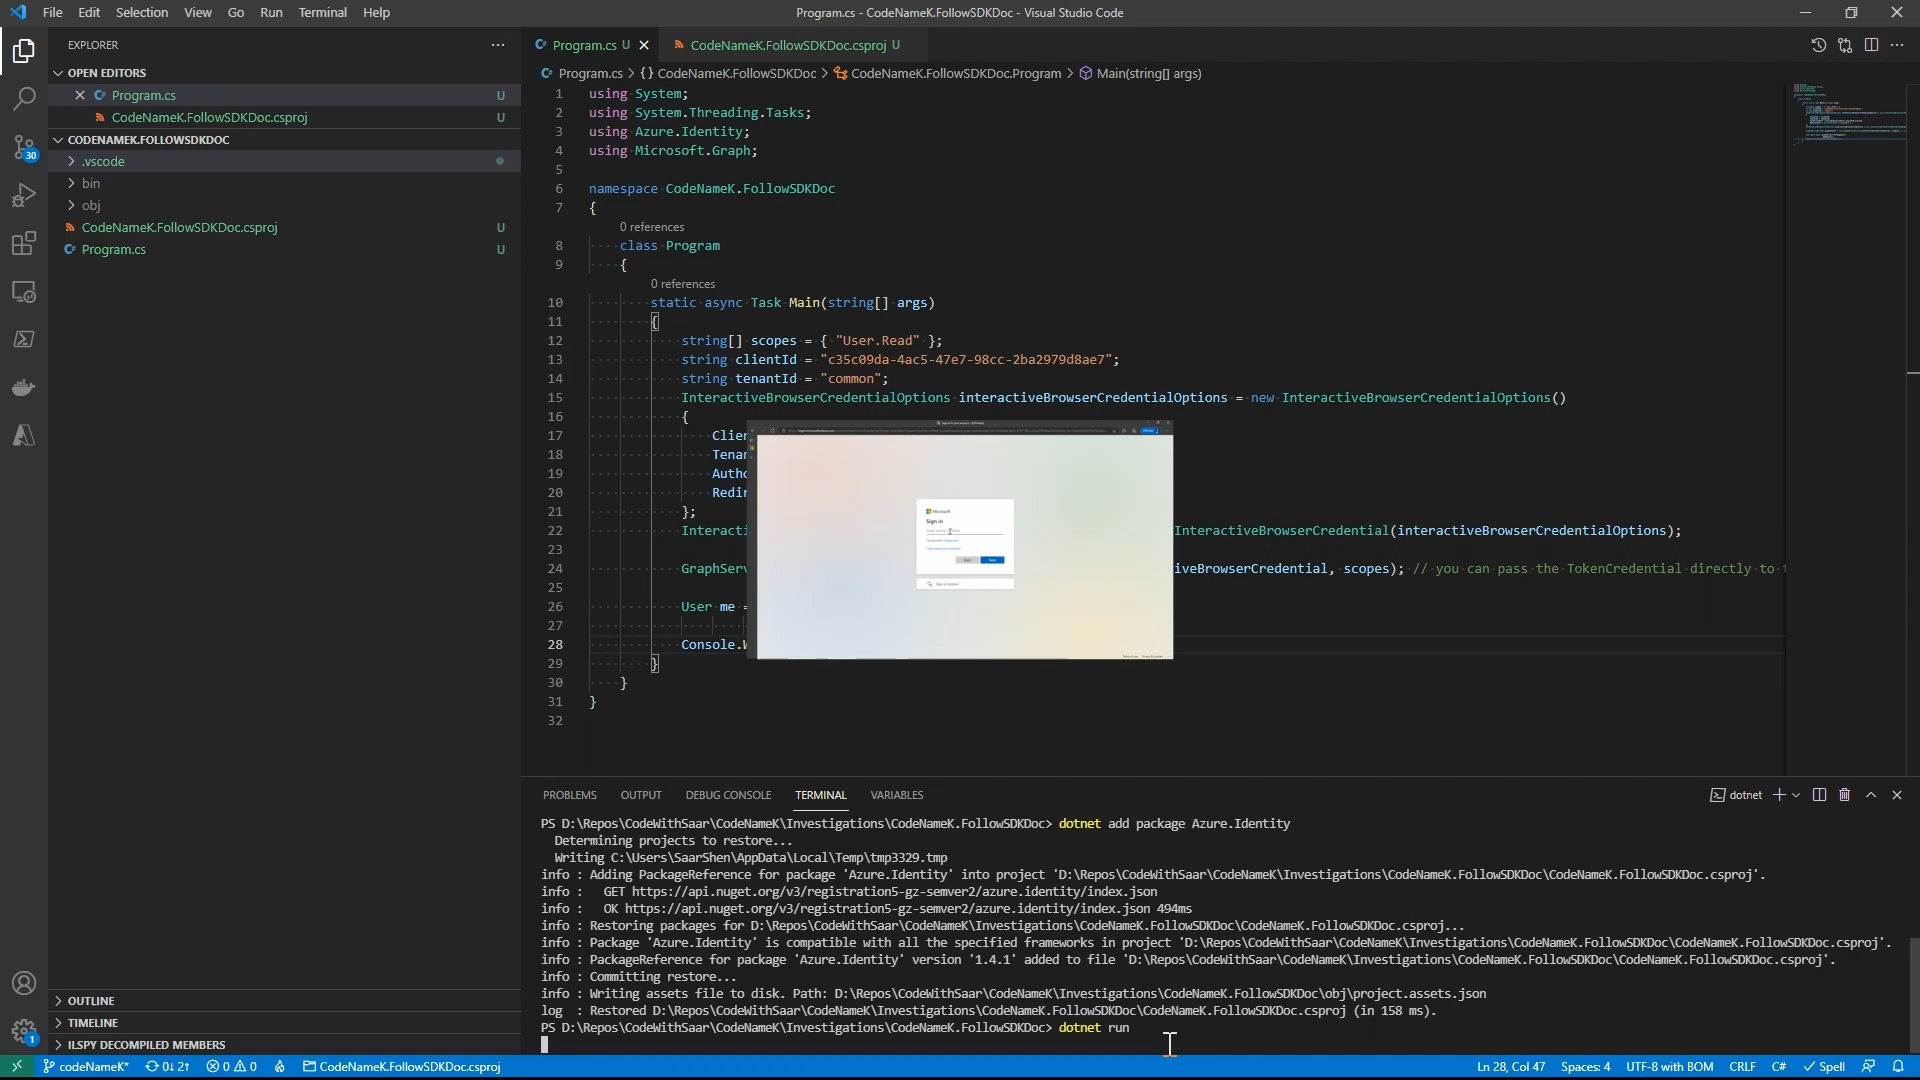 File Edit Selection View Go Run Terminal Help
Program.cs - CodeNameK.FollowSDKDoc - Visual Studio Code
EXPLORER
OPEN EDITORS
Program.cs U
CodeNameK.FollowSDKDoc.csproj U
CODENAMEK.FOLLOWSDKDOC
.vscode
bin
obj
CodeNameK.FollowSDKDoc.csproj U
Program.cs U
30
1
OUTLINE
TIMELINE
ILSPY DECOMPILED MEMBERS
Program.cs U CodeNameK.FollowSDKDoc.csproj U
Program.cs > {} CodeNameK.FollowSDKDoc > CodeNameK.FollowSDKDoc.Program > Main(string[] args)
1 using System;
2 using System.Threading.Tasks;
3 using Azure.Identity;
4 using Microsoft.Graph;
5
6 namespace CodeNameK.FollowSDKDoc
7 {
0 references
8 class Program
9 {
0 references
10 static async Task Main(string[] args)
11 {
12 string[] scopes = { "User.Read" };
13 string clientId = "c35c09da-4ac5-47e7-98cc-2ba2979d8ae7";
14 string tenantId = "common";
15 InteractiveBrowserCredentialOptions interactiveBrowserCredentialOptions = new InteractiveBrowserCredentialOptions()
16 {
17 Clien
18 Tenan
19 Autho
20 Redir
21 };
22 Interacti InteractiveBrowserCredential(interactiveBrowserCredentialOptions);
23
24 GraphServ iveBrowserCredential, scopes); // you can pass the TokenCredential directly to t
25
26 User me =
27
28 Console.W
29 }
30 }
31 }
32
Microsoft
Sign in
Back Next
Sign-in options
PROBLEMS OUTPUT DEBUG CONSOLE TERMINAL VARIABLES
dotnet
PS D:\Repos\CodeWithSaar\CodeNameK\Investigations\CodeNameK.FollowSDKDoc> dotnet add package Azure.Identity
Determining projects to restore...
Writing C:\Users\SaarShen\AppData\Local\Temp\tmp3329.tmp
info : Adding PackageReference for package 'Azure.Identity' into project 'D:\Repos\CodeWithSaar\CodeNameK\Investigations\CodeNameK.FollowSDKDoc\CodeNameK.FollowSDKDoc.csproj'.
info :   GET https://api.nuget.org/v3/registration5-gz-semver2/azure.identity/index.json
info :   OK https://api.nuget.org/v3/registration5-gz-semver2/azure.identity/index.json 494ms
info : Restoring packages for D:\Repos\CodeWithSaar\CodeNameK\Investigations\CodeNameK.FollowSDKDoc\CodeNameK.FollowSDKDoc.csproj...
info : Package 'Azure.Identity' is compatible with all the specified frameworks in project 'D:\Repos\CodeWithSaar\CodeNameK\Investigations\CodeNameK.FollowSDKDoc\CodeNameK.FollowSDKDoc.csproj'.
info : PackageReference for package 'Azure.Identity' version '1.4.1' added to file 'D:\Repos\CodeWithSaar\CodeNameK\Investigations\CodeNameK.FollowSDKDoc\CodeNameK.FollowSDKDoc.csproj'.
info : Committing restore...
info : Writing assets file to disk. Path: D:\Repos\CodeWithSaar\CodeNameK\Investigations\CodeNameK.FollowSDKDoc\obj\project.assets.json
log  : Restored D:\Repos\CodeWithSaar\CodeNameK\Investigations\CodeNameK.FollowSDKDoc\CodeNameK.FollowSDKDoc.csproj (in 158 ms).
PS D:\Repos\CodeWithSaar\CodeNameK\Investigations\CodeNameK.FollowSDKDoc> dotnet run
codeNameK* 0↓ 2↑ 0 0 CodeNameK.FollowSDKDoc.csproj
Ln 28, Col 47 Spaces: 4 UTF-8 with BOM CRLF C# Spell